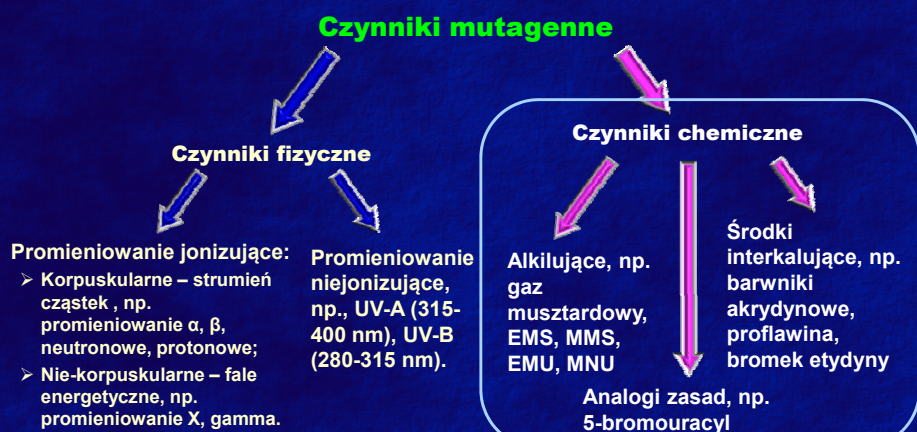 Czynniki mutagenne
Czynniki fizyczne
Promieniowanie jonizujące:
➢ Korpuskularne – strumień
cząstek , np.
promieniowanie α, β,
neutronowe, protonowe;
➢ Nie-korpuskularne – fale
energetyczne, np.
promieniowanie X, gamma.
Promieniowanie
niejonizujące,
np., UV-A (315-
400 nm), UV-B
(280-315 nm).
Czynniki chemiczne
Alkilujące, np.
gaz
musztardowy,
EMS, MMS,
EMU, MNU
Analogi zasad, np.
5-bromouracyl
Środki
interkalujące, np.
barwniki
akrydynowe,
proflawina,
bromek etydyny